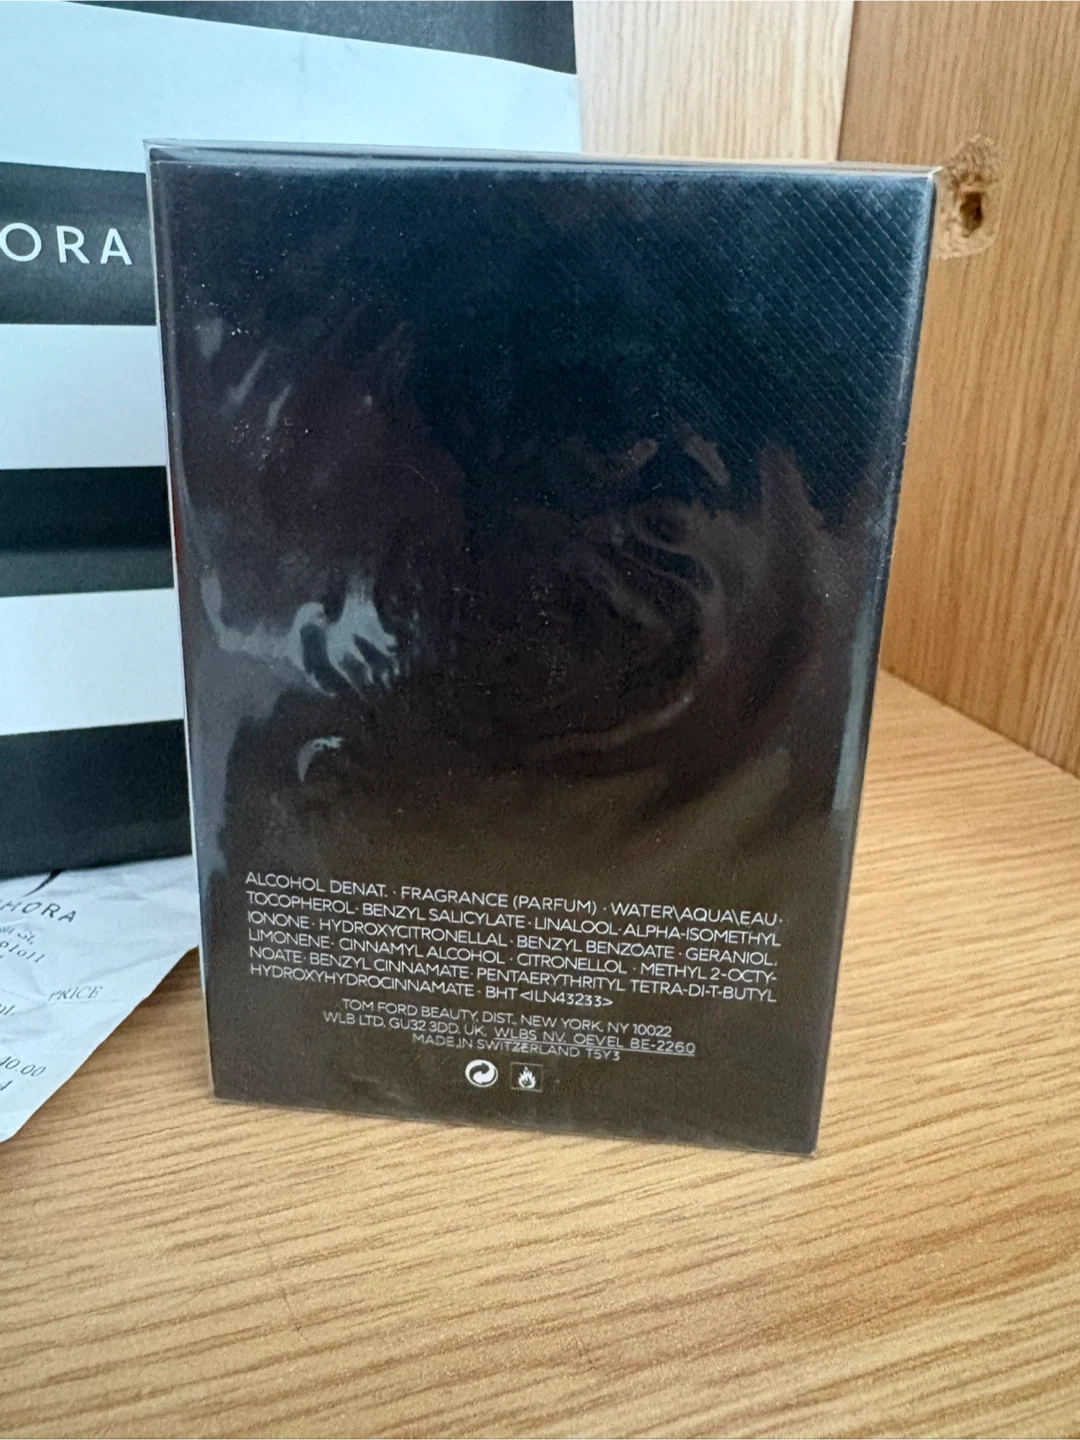 ORA
ALCOHOL DENAT. · FRAGRANCE (PARFUM) · WATER\AQUA\EAU ·
TOCOPHEROL · BENZYL SALICYLATE · LINALOOL · ALPHA-ISOMETHYL
IONONE · HYDROXYCITRONELLAL · BENZYL BENZOATE · GERANIOL ·
LIMONENE · CINNAMYL ALCOHOL · CITRONELLOL · METHYL 2-OCTY-
NOATE · BENZYL CINNAMATE · PENTAERYTHRITYL TETRA-DI-T-BUTYL
HYDROXYHYDROCINNAMATE · BHT <ILN43233>
TOM FORD BEAUTY, DIST., NEW YORK, NY 10022
WLB LTD, GU32 3DD, UK, WLBS NV, OEVEL BE-2260
MADE IN SWITZERLAND T5Y3
HORA
PRICE
40.00